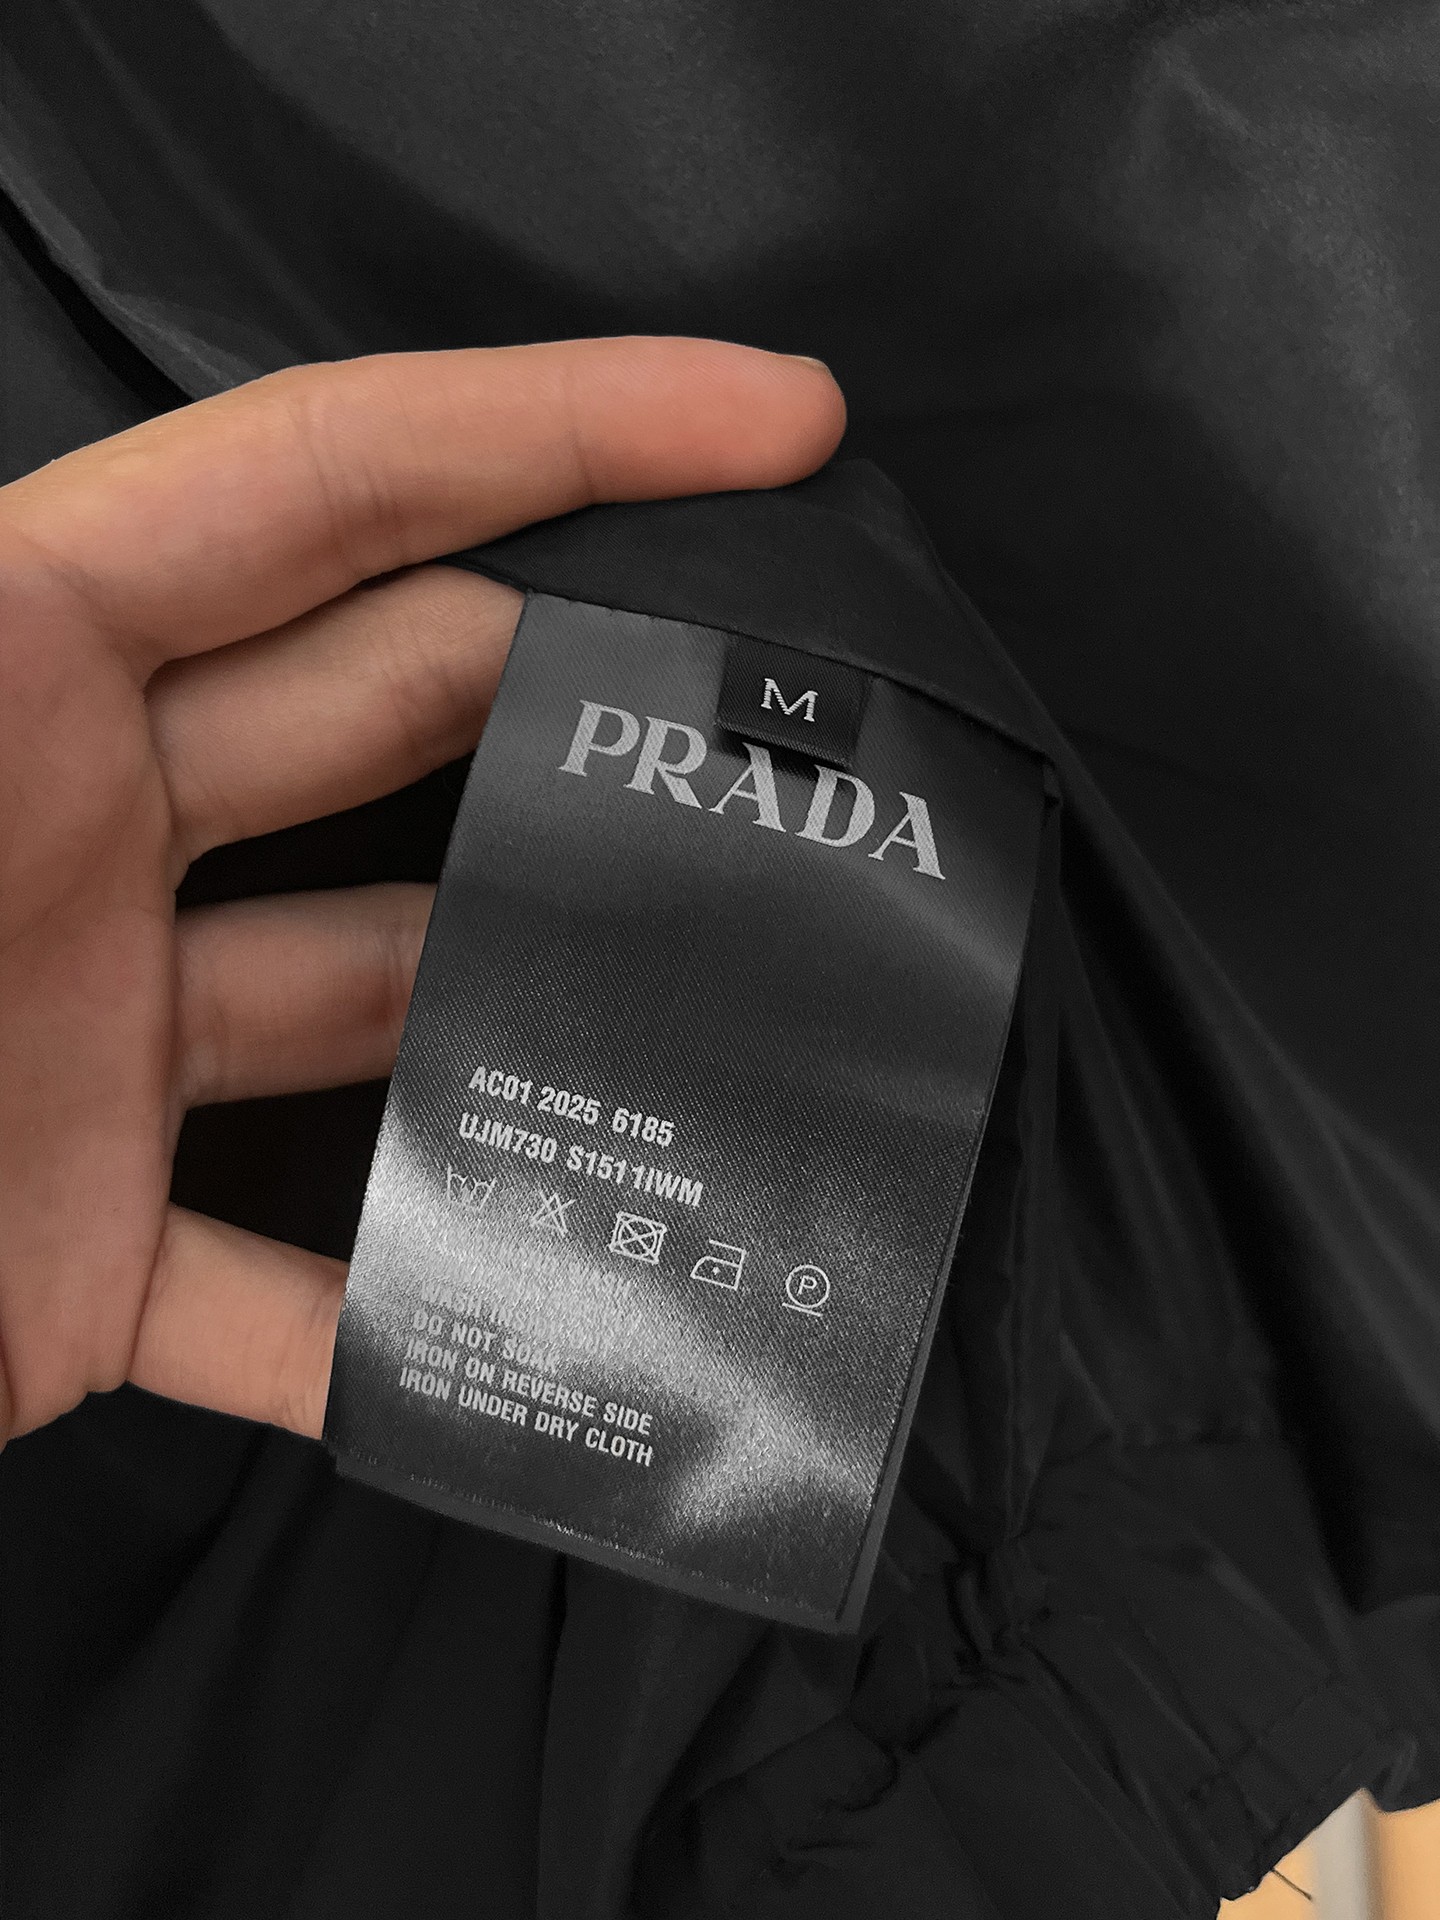 M
PRADA
AC01 2025 6185
UJM730 S1511IWM
P
DO NOT SOAK
IRON ON REVERSE SIDE
IRON UNDER DRY CLOTH